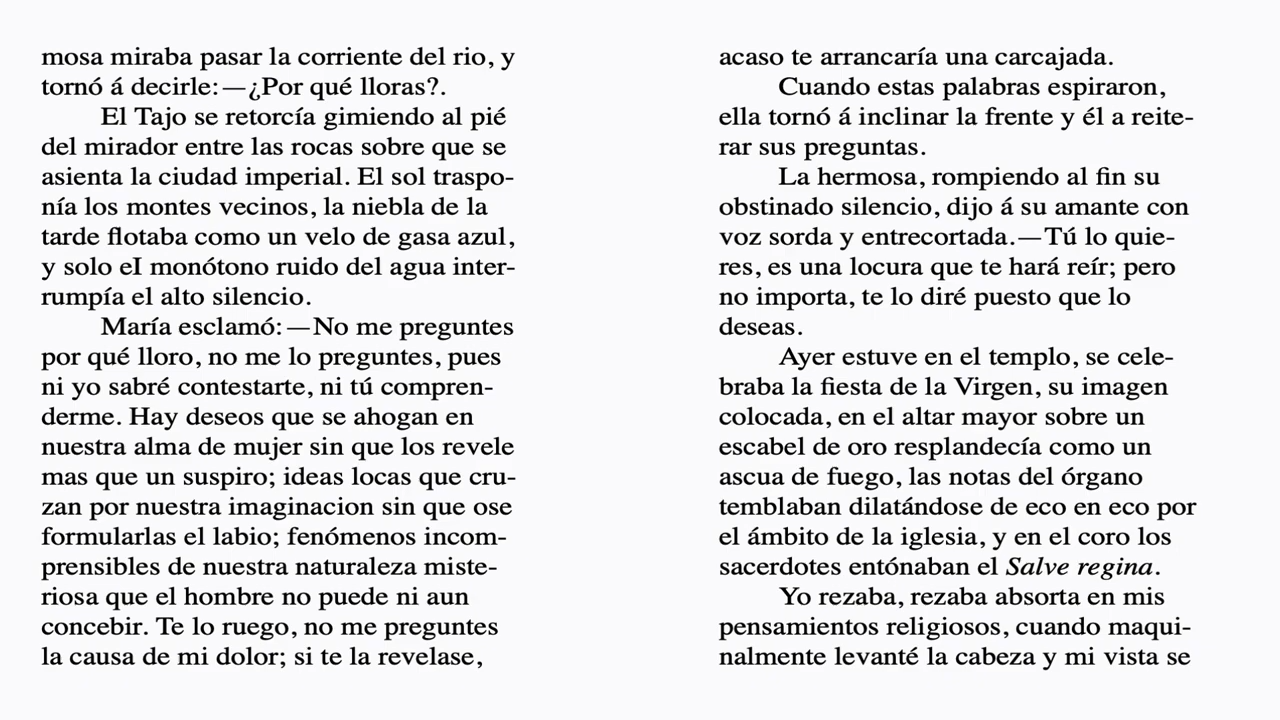 mosa miraba pasar la corriente del rio, y
tornó á decirle:—¿Por qué lloras?.
El Tajo se retorcía gimiendo al pié
del mirador entre las rocas sobre que se
asienta la ciudad imperial. El sol traspo-
nía los montes vecinos, la niebla de la
tarde flotaba como un velo de gasa azul,
y solo eI monótono ruido del agua inter-
rumpía el alto silencio.
María esclamó:—No me preguntes
por qué lloro, no me lo preguntes, pues
ni yo sabré contestarte, ni tú compren-
derme. Hay deseos que se ahogan en
nuestra alma de mujer sin que los revele
mas que un suspiro; ideas locas que cru-
zan por nuestra imaginacion sin que ose
formularlas el labio; fenómenos incom-
prensibles de nuestra naturaleza miste-
riosa que el hombre no puede ni aun
concebir. Te lo ruego, no me preguntes
la causa de mi dolor; si te la revelase,
acaso te arrancaría una carcajada.
Cuando estas palabras espiraron,
ella tornó á inclinar la frente y él a reite-
rar sus preguntas.
La hermosa, rompiendo al fin su
obstinado silencio, dijo á su amante con
voz sorda y entrecortada.—Tú lo quie-
res, es una locura que te hará reír; pero
no importa, te lo diré puesto que lo
deseas.
Ayer estuve en el templo, se cele-
braba la fiesta de la Virgen, su imagen
colocada, en el altar mayor sobre un
escabel de oro resplandecía como un
ascua de fuego, las notas del órgano
temblaban dilatándose de eco en eco por
el ámbito de la iglesia, y en el coro los
sacerdotes entónaban el Salve regina.
Yo rezaba, rezaba absorta en mis
pensamientos religiosos, cuando maqui-
nalmente levanté la cabeza y mi vista se